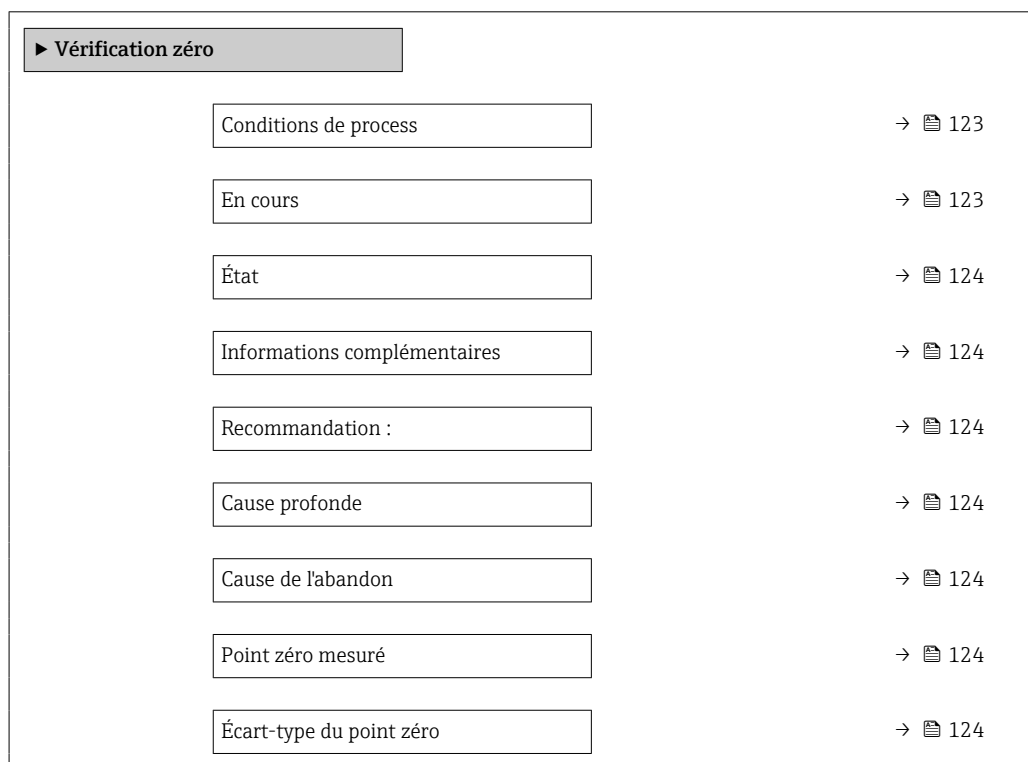 ▶ Vérification zéro
Conditions de process → 123
En cours → 123
État → 124
Informations complémentaires → 124
Recommandation : → 124
Cause profonde → 124
Cause de l'abandon → 124
Point zéro mesuré → 124
Écart-type du point zéro → 124